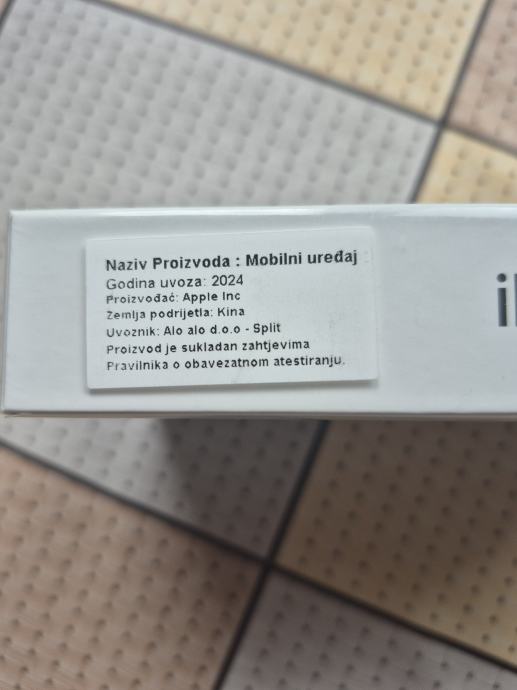 Naziv Proizvoda : Mobilni uređaj
Godina uvoza: 2024
Proizvođač: Apple Inc
Zemlja podrijetla: Kina
Uvoznik: Alo alo d.o.o - Split
Proizvod je sukladan zahtjevima
Pravilnika o obavezatnom atestiranju.